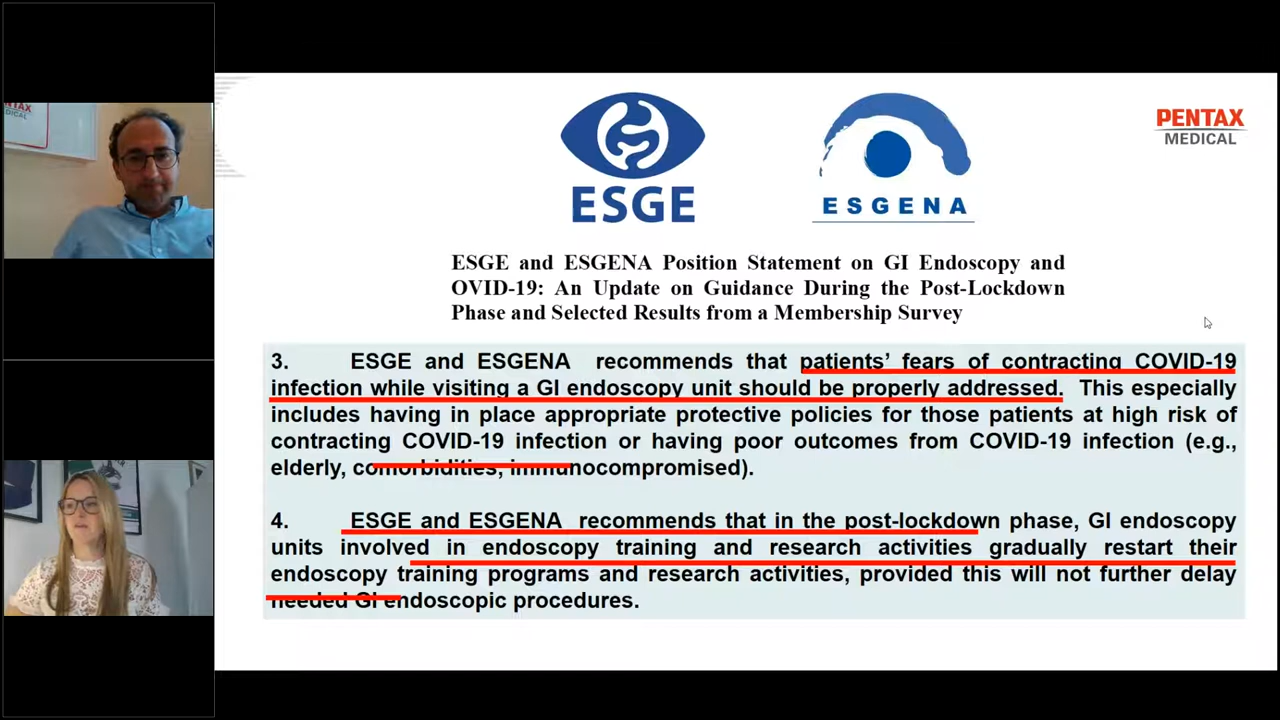 NTAX
DICAL
ESGE
ESGENA
PENTAX
MEDICAL
ESGE and ESGENA Position Statement on GI Endoscopy and
OVID-19: An Update on Guidance During the Post-Lockdown
Phase and Selected Results from a Membership Survey
3. ESGE and ESGENA recommends that patients’ fears of contracting COVID-19
infection while visiting a GI endoscopy unit should be properly addressed. This especially
includes having in place appropriate protective policies for those patients at high risk of
contracting COVID-19 infection or having poor outcomes from COVID-19 infection (e.g.,
elderly, comorbidities, immunocompromised).
4. ESGE and ESGENA recommends that in the post-lockdown phase, GI endoscopy
units involved in endoscopy training and research activities gradually restart their
endoscopy training programs and research activities, provided this will not further delay
needed GI endoscopic procedures.